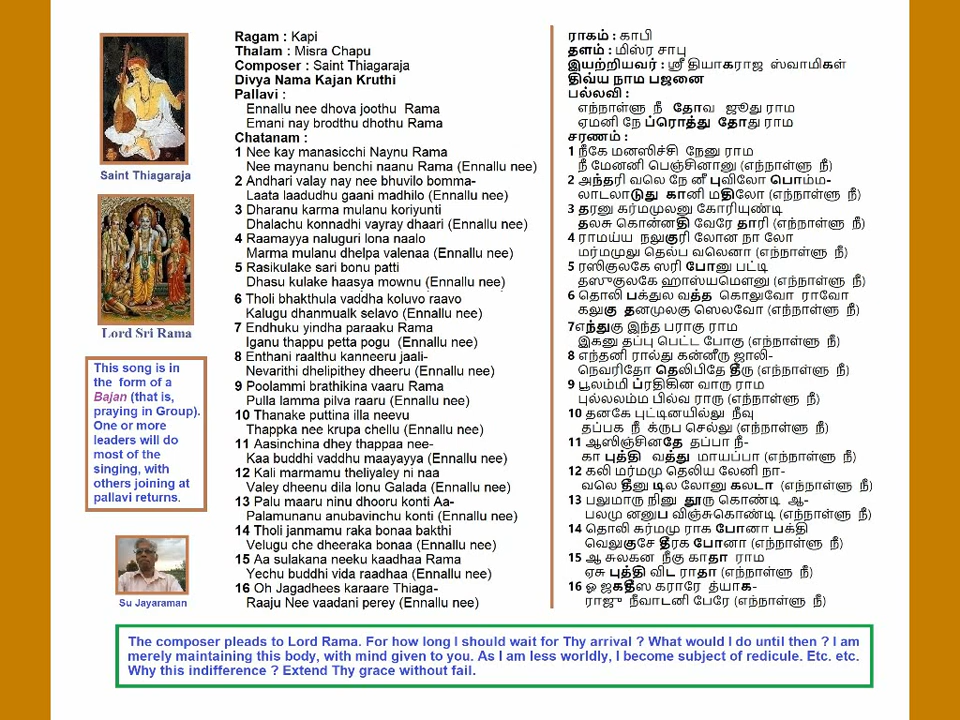 Saint Thiagaraja
Lord Sri Rama
This song is in
the form of a
Bajan (that is,
praying in Group).
One or more
leaders will do
most of the
singing, with
others joining at
pallavi returns.
Su Jayaraman
Ragam : Kapi
Thalam : Misra Chapu
Composer : Saint Thiagaraja
Divya Nama Kajan Kruthi
Pallavi :
Ennallu nee dhova joothu Rama
Emani nay brodthu dhothu Rama
Chatanam :
1 Nee kay manasicchi Naynu Rama
Nee maynanu benchi naanu Rama (Ennallu nee)
2 Andhari valay nay nee bhuvilo bomma-
Laata laadudhu gaani madhilo (Ennallu nee)
3 Dharanu karma mulanu koriyunti
Dhalachu konnadhi vayray dhaari (Ennallu nee)
4 Raamayya naluguri lona naalo
Marma mulanu dhelpa valenaa (Ennallu nee)
5 Rasikulake sari bonu patti
Dhasu kulake haasya mownu (Ennallu nee)
6 Tholi bhakthula vaddha koluvo raavo
Kalugu dhanmualk selavo (Ennallu nee)
7 Endhuku yindha paraaku Rama
Iganu thappu petta pogu (Ennallu nee)
8 Enthani raalthu kanneeru jaali-
Nevarithi dhelipithey dheeru (Ennallu nee)
9 Poolammi brathikina vaaru Rama
Pulla lamma pilva raaru (Ennallu nee)
10 Thanake puttina illa neevu
Thappka nee krupa chellu (Ennallu nee)
11 Aasinchina dhey thappaa nee-
Kaa buddhi vaddhu maayayya (Ennallu nee)
12 Kali marmamu theliyaley ni naa
Valey dheenu dila lonu Galada (Ennallu nee)
13 Palu maaru ninu dhooru konti Aa-
Palamunanu anubavinchu konti (Ennallu nee)
14 Tholi janmamu raka bonaa bakthi
Velugu che dheeraka bonaa (Ennallu nee)
15 Aa sulakana neeku kaadhaa Rama
Yechu buddhi vida raadhaa (Ennallu nee)
16 Oh Jagadhees karaare Thiaga-
Raaju Nee vaadani perey (Ennallu nee)
ராகம் : காபி
தளம் : மிஸ்ர சாபு
இயற்றியவர் : ஸ்ரீ தியாகராஜ ஸ்வாமிகள்
திவ்ய நாம பஜனை
பல்லவி :
எந்நாள்ளு நீ தோவ ஜூது ராம
ஏமனி நே ப்ரொத்து தோது ராம
சரணம் :
1 நீகே மனஸிச்சி நேனு ராம
நீ மேனனி பெஞ்சினானு (எந்நாள்ளு நீ)
2 அந்தரி வலெ நே னீ புவிலோ பொம்ம-
லாடலாடுது கானி மதிலோ (எந்நாள்ளு நீ)
3 தரனு கர்மமுலனு கோரியுண்டி
தலசு கொன்னதி வேரே தாரி (எந்நாள்ளு நீ)
4 ராமய்ய நலுகுரி லோன நா லோ
மர்மமுலு தெல்ப வலெனா (எந்நாள்ளு நீ)
5 ரஸிகுலகே ஸரி போனு பட்டி
தஸுகுலகே ஹாஸ்யமௌனு (எந்நாள்ளு நீ)
6 தொலி பக்துல வத்த கொலுவோ ராவோ
கலுகு தனமுலகு ஸெலவோ (எந்நாள்ளு நீ)
7எந்துகு இந்த பராகு ராம
இகனு தப்பு பெட்ட போகு (எந்நாள்ளு நீ)
8 எந்தனி ரால்து கன்னீரு ஜாலி-
நெவரிதோ தெலிபிதே தீரு (எந்நாள்ளு நீ)
9 பூலம்மி ப்ரதிகின வாரு ராம
புல்லலம்ம பில்வ ராரு (எந்நாள்ளு நீ)
10 தனகே புட்டினயில்லு நீவு
தப்பக நீ க்ருப செல்லு (எந்நாள்ளு நீ)
11 ஆஸிஞ்சினதே தப்பா நீ-
கா புத்தி வத்து மாயப்பா (எந்நாள்ளு நீ)
12 கலி மர்மமு தெலிய லேனி நா-
வலெ தீனு டில லோனு கலடா (எந்நாள்ளு நீ)
13 பலுமாரு நினு தூரு கொண்டி ஆ-
பலமு னனுப விஞ்சுகொண்டி (எந்நாள்ளு நீ)
14 தொலி கர்மமு ராக போனா பக்தி
வெலுகுசே தீரக போனா (எந்நாள்ளு நீ)
15 ஆ சுலகன நீகு காதா ராம
ஏசு புத்தி விட ராதா (எந்நாள்ளு நீ)
16 ஓ ஜகதீஸ கராரே த்யாக-
ராஜு நீவாடனி பேரே (எந்நாள்ளு நீ)
The composer pleads to Lord Rama. For how long I should wait for Thy arrival ? What would I do until then ? I am
merely maintaining this body, with mind given to you. As I am less worldly, I become subject of redicule. Etc. etc.
Why this indifference ? Extend Thy grace without fail.